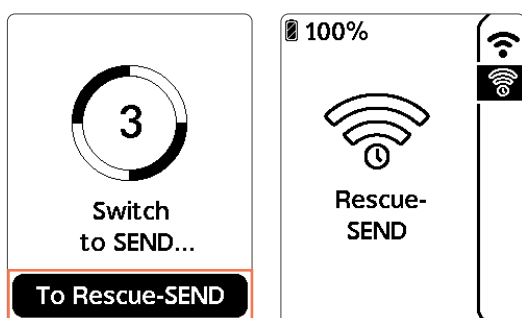 3
Switch
to SEND...
To Rescue-SEND
100%
Rescue-
SEND